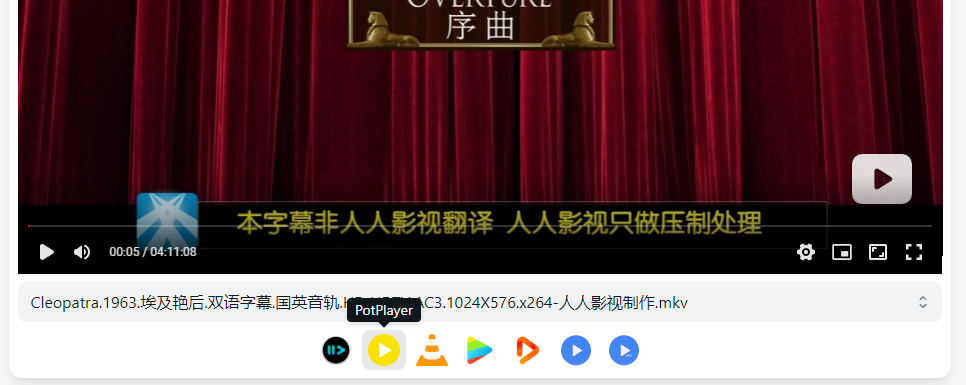 OVERTURE
序曲
本字幕非人人影视翻译 人人影视只做压制处理
00:05 / 04:11:08
Cleopatra.1963.埃及艳后.双语字幕.国英音轨.AC3.1024X576.x264-人人影视制作.mkv
PotPlayer